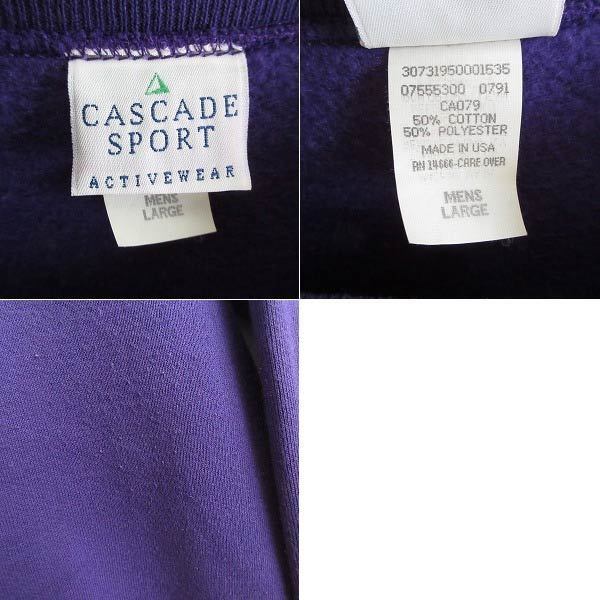 CASCADE
SPORT
ACTIVEWEAR
MENS
LARGE
30731950001535
07555300 0791
CA079
50% COTTON
50% POLYESTER
MADE IN USA
RN 14666-CARE OVER
MENS
LARGE